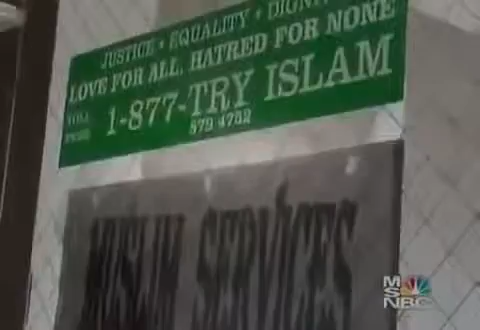 JUSTICE • EQUALITY • DIGNI
LOVE FOR ALL, HATRED FOR NONE
TOLL FREE 1-877-TRY ISLAM
879 4752
MUSLIM SERVICES
MSNBC